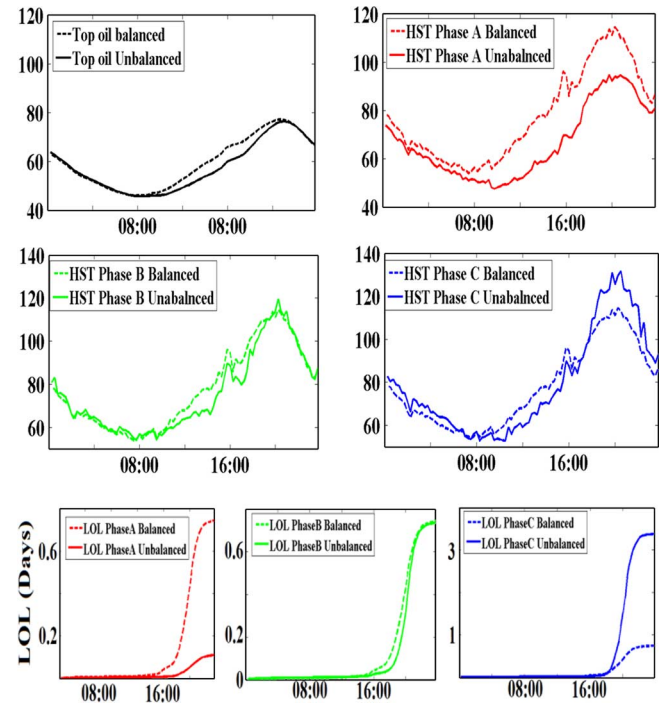 120
100
80
60
40
Top oil balanced
Top oil Unbalanced
08:00
08:00
120
100
80
60
40
HST Phase A Balanced
HST Phase A Unabalnced
16:00
140
120
100
80
60
HST Phase B Balanced
HST Phase B Unabalnced
08:00
16:00
140
120
100
80
60
HST Phase C Balanced
HST Phase C Unabalnced
08:00
16:00
LOL (Days)
0.6
0.2
LOL PhaseA Balanced
LOL PhaseA Unbalanced
08:00
16:00
0.6
0.2
0
LOL PhaseB Balanced
LOL PhaseB Unbalanced
08:00
16:00
3
1
LOL PhaseC Balanced
LOL PhaseC Unbalanced
08:00
16:00